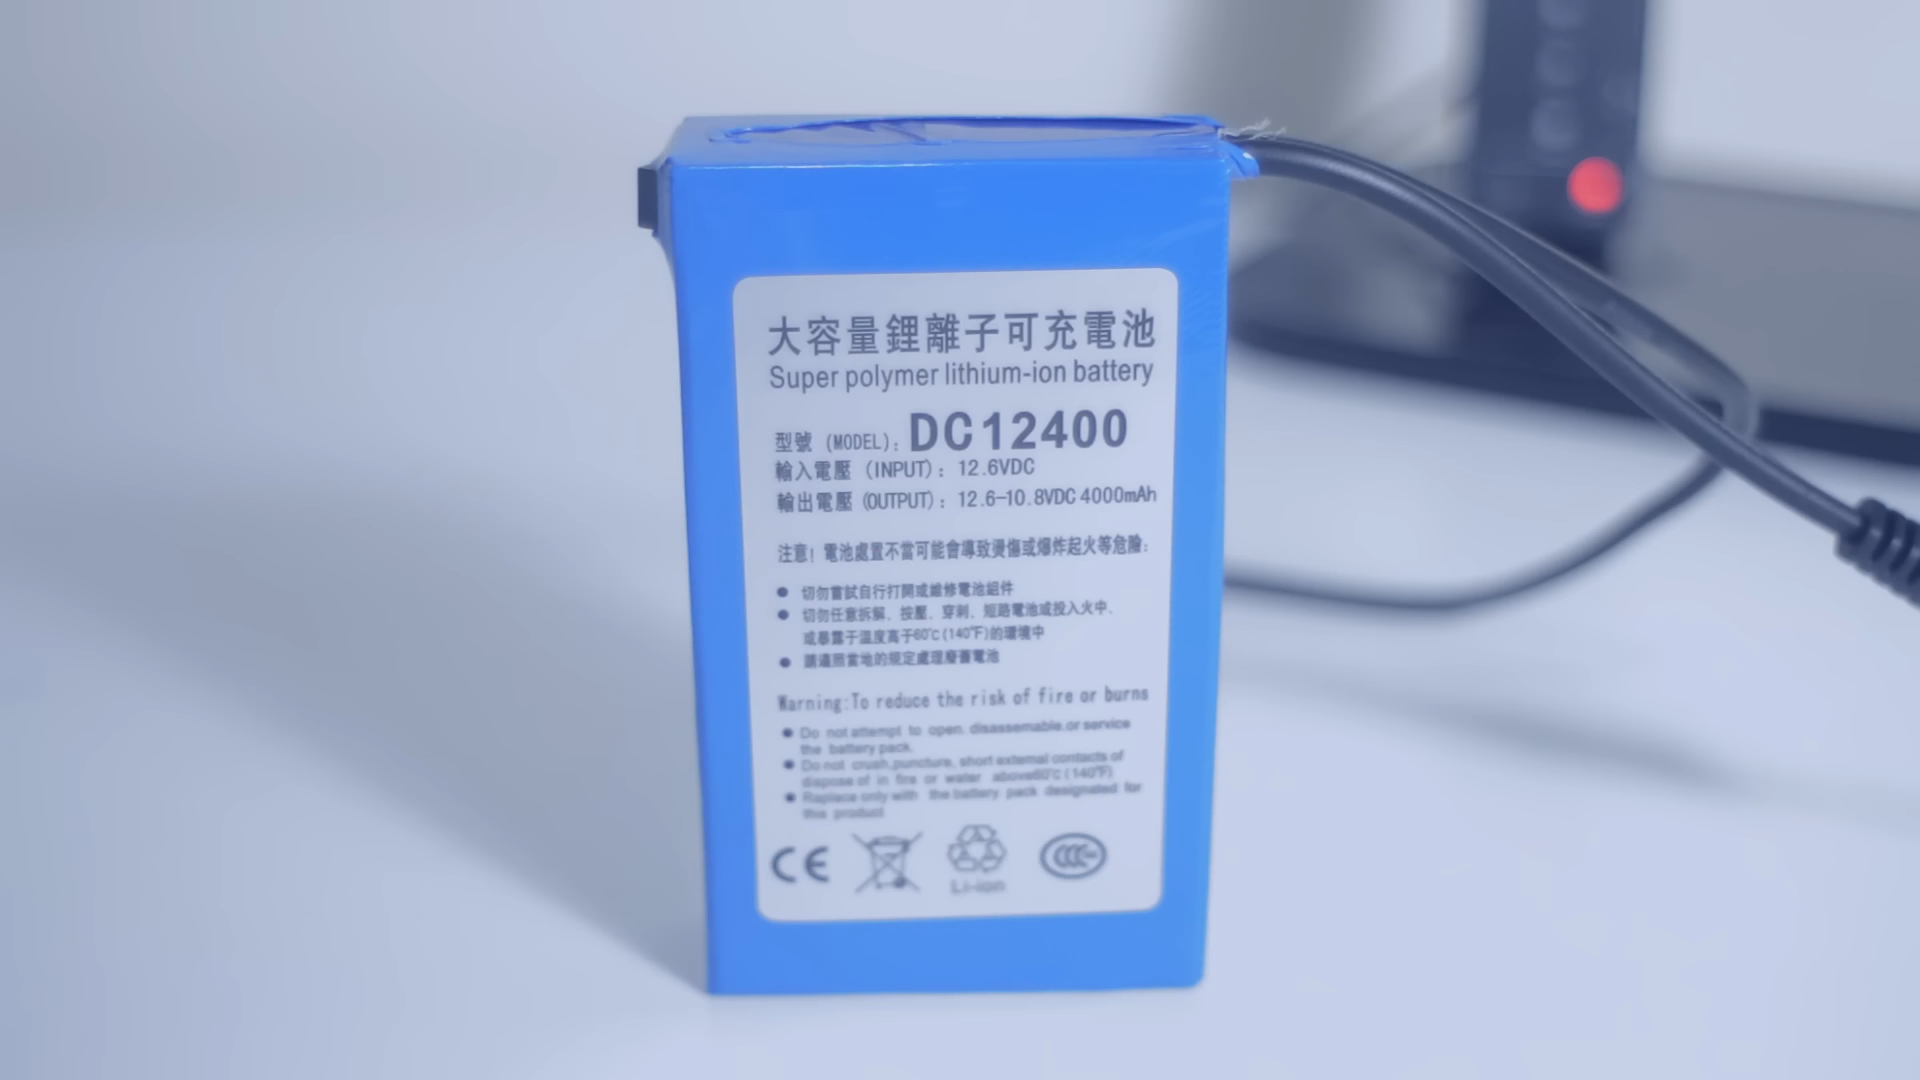 大容量鋰離子可充電池
Super polymer lithium-ion battery
型號 (MODEL): DC12400
輸入電壓 (INPUT): 12.6VDC
輸出電壓 (OUTPUT): 12.6-10.8VDC 4000mAh
注意! 電池處置不當可能會導致燙傷或爆炸起火等危險:
● 切勿嘗試自行打開或維修電池組件
● 切勿任意拆解、按壓、穿刺、短路電池或投入火中、
或暴露于溫度高于60℃(140℉)的環境中
● 請遵照當地的規定處理廢舊電池
Warning:To reduce the risk of fire or burns
● Do not attempt to open. disassemable.or service
the battery pack.
● Do not crush,puncture, short external contacts of
dispose of in fire or water above60℃(140℉)
● Raplace only with the battery pack designated for
this product
CE
Li-ion
CCC